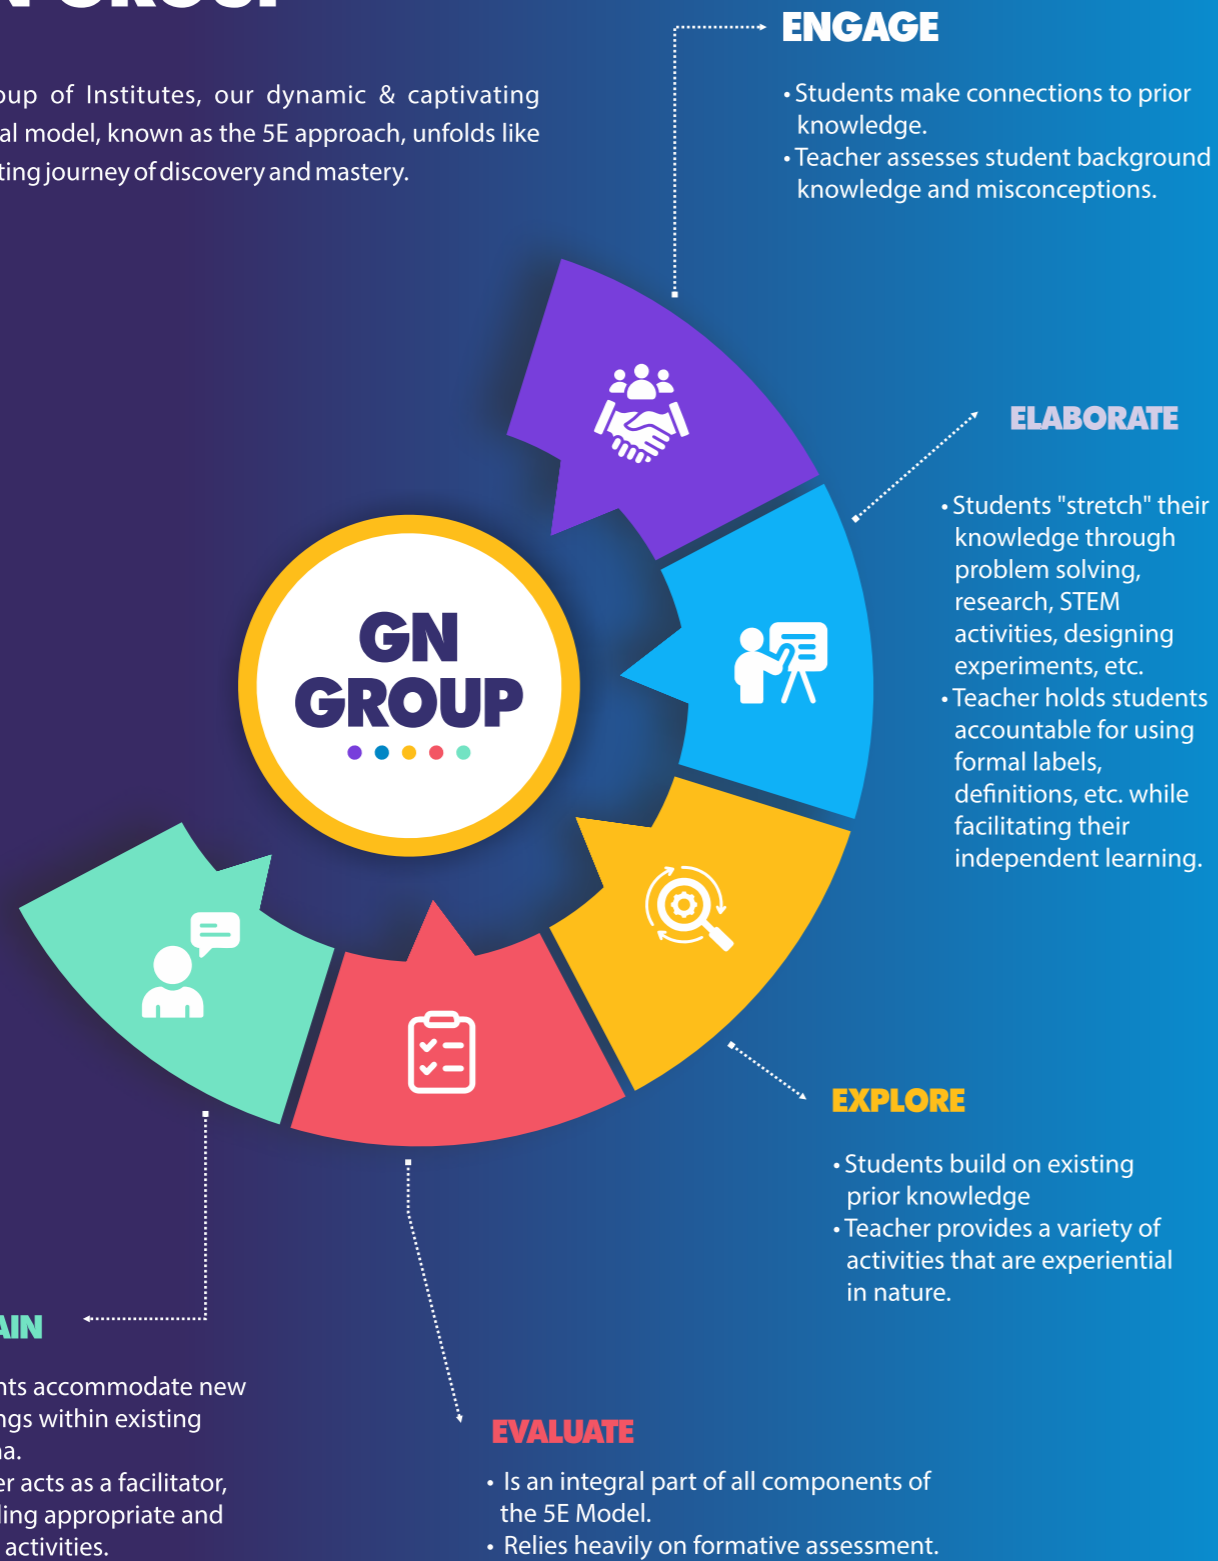 N GROUP
oup of Institutes, our dynamic & captivating
al model, known as the 5E approach, unfolds like
ting journey of discovery and mastery.
ENGAGE
• Students make connections to prior
knowledge.
• Teacher assesses student background
knowledge and misconceptions.
ELABORATE
• Students "stretch" their
knowledge through
problem solving,
research, STEM
activities, designing
experiments, etc.
• Teacher holds students
accountable for using
formal labels,
definitions, etc. while
facilitating their
independent learning.
GN
GROUP
EXPLORE
• Students build on existing
prior knowledge
• Teacher provides a variety of
activities that are experiential
in nature.
AIN
nts accommodate new
ngs within existing
na.
er acts as a facilitator,
ding appropriate and
activities.
EVALUATE
• Is an integral part of all components of
the 5E Model.
• Relies heavily on formative assessment.